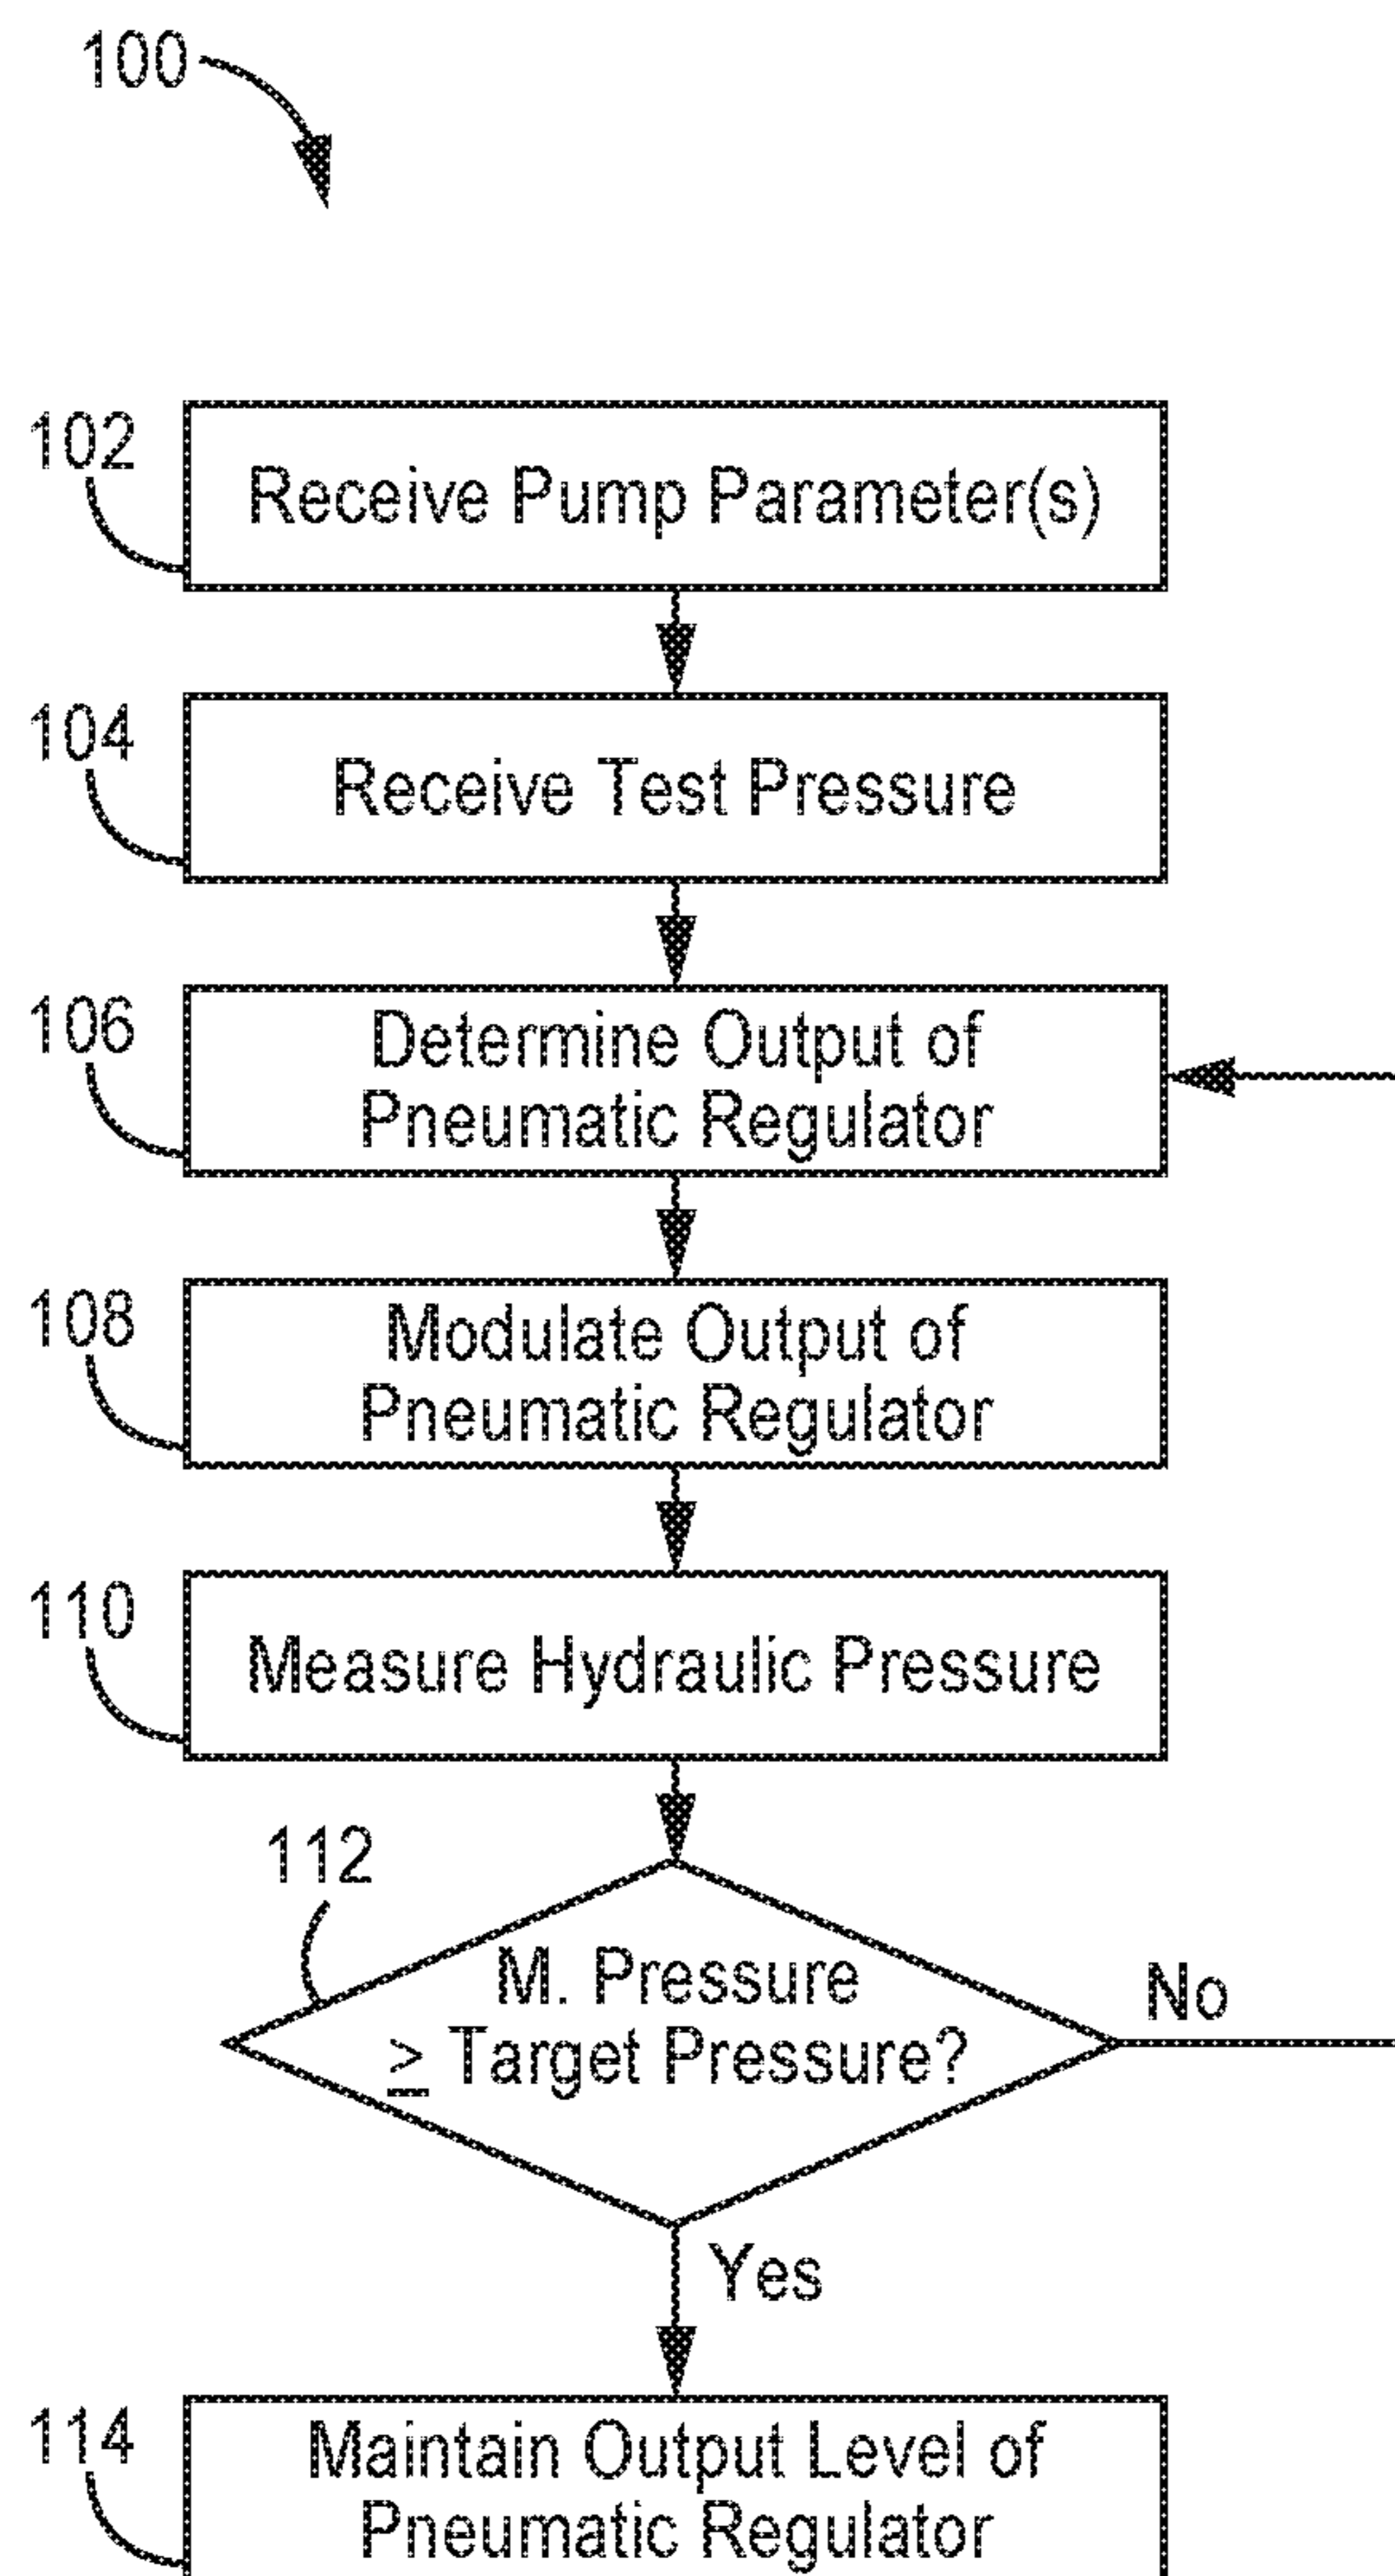 100
102
Receive Pump Parameter(s)
104
Receive Test Pressure
106
Determine Output of
Pneumatic Regulator
108
Modulate Output of
Pneumatic Regulator
110
Measure Hydraulic Pressure
112
M. Pressure
≥ Target Pressure?
No
Yes
114
Maintain Output Level of
Pneumatic Regulator